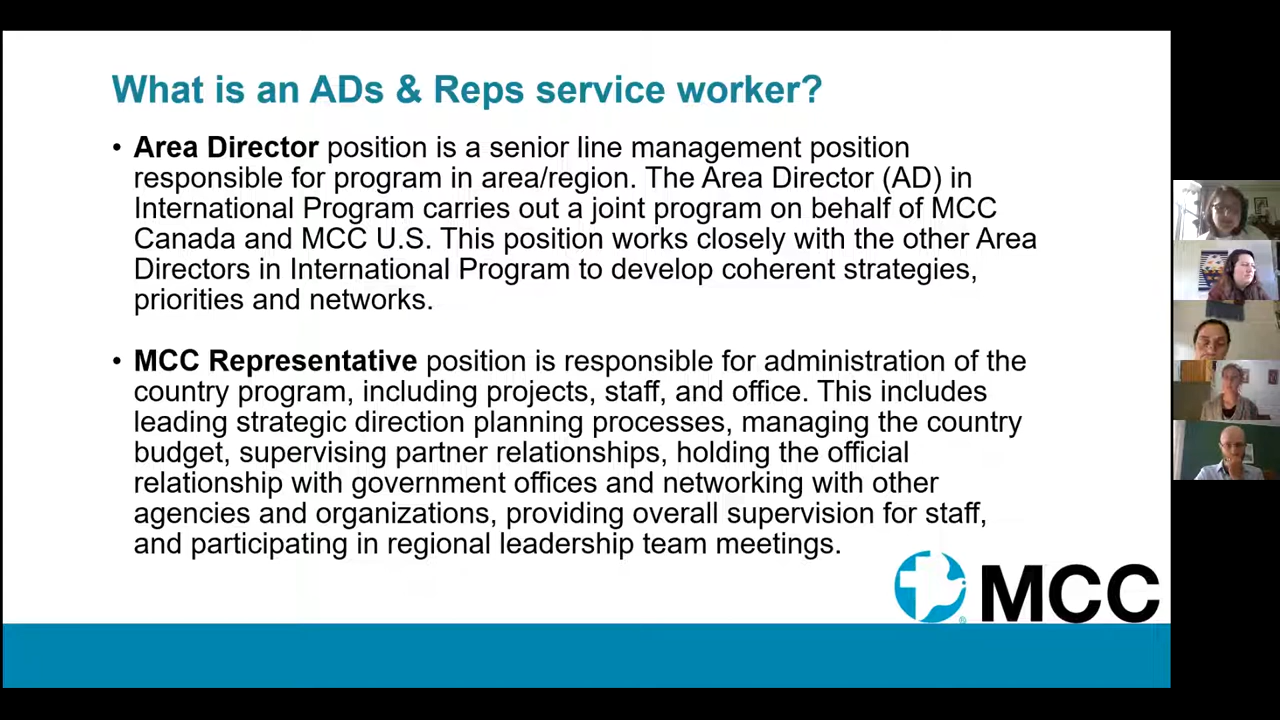 What is an ADs & Reps service worker?
• Area Director position is a senior line management position
responsible for program in area/region. The Area Director (AD) in
International Program carries out a joint program on behalf of MCC
Canada and MCC U.S. This position works closely with the other Area
Directors in International Program to develop coherent strategies,
priorities and networks.
• MCC Representative position is responsible for administration of the
country program, including projects, staff, and office. This includes
leading strategic direction planning processes, managing the country
budget, supervising partner relationships, holding the official
relationship with government offices and networking with other
agencies and organizations, providing overall supervision for staff,
and participating in regional leadership team meetings.
MCC
®